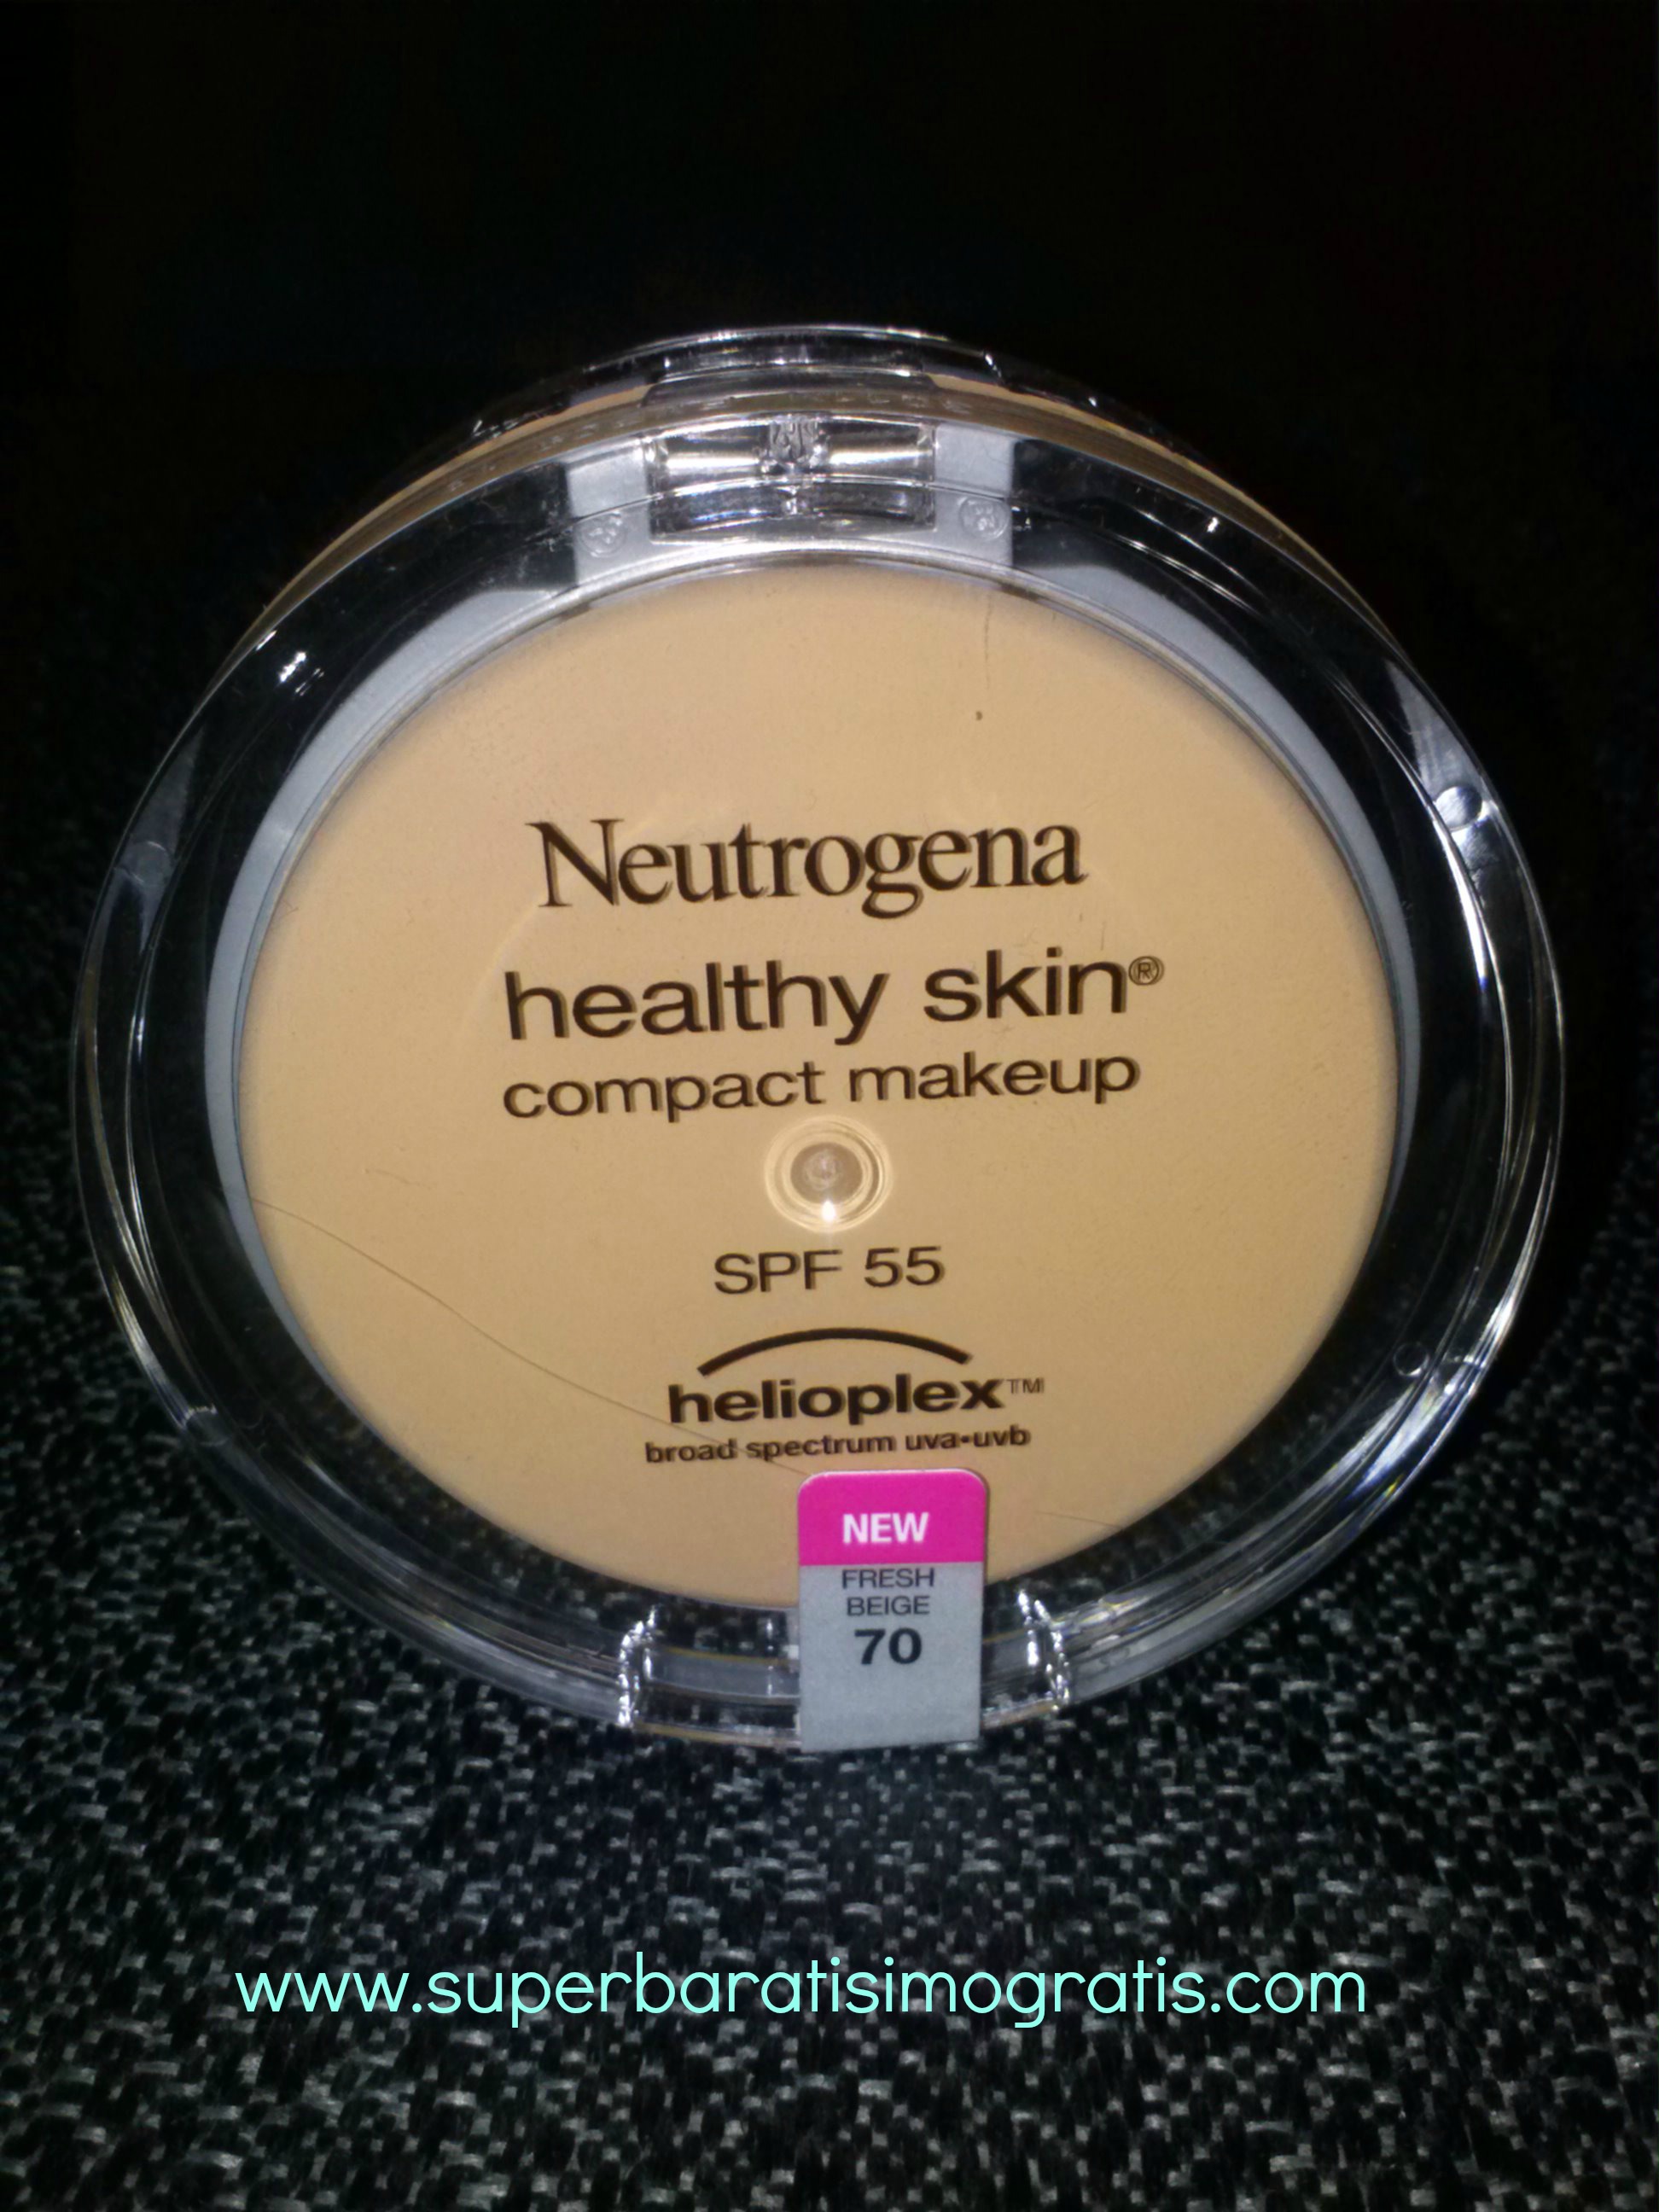 Neutrogena
healthy skin®
compact makeup
SPF 55
helioplex™
broad spectrum uva•uvb
NEW
FRESH
BEIGE
70
www.superbaratisimogratis.com